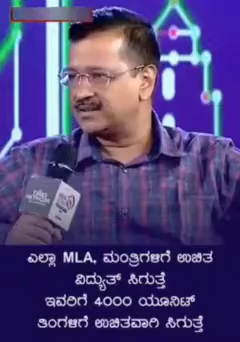 ಎಲ್ಲಾ MLA, ಮಂತ್ರಿಗಳಿಗೆ ಉಚಿತ
ವಿದ್ಯುತ್ ಸಿಗುತ್ತೆ
ಇವರಿಗೆ 4000 ಯೂನಿಟ್
ತಿಂಗಳಿಗೆ ಉಚಿತವಾಗಿ ಸಿಗುತ್ತೆ